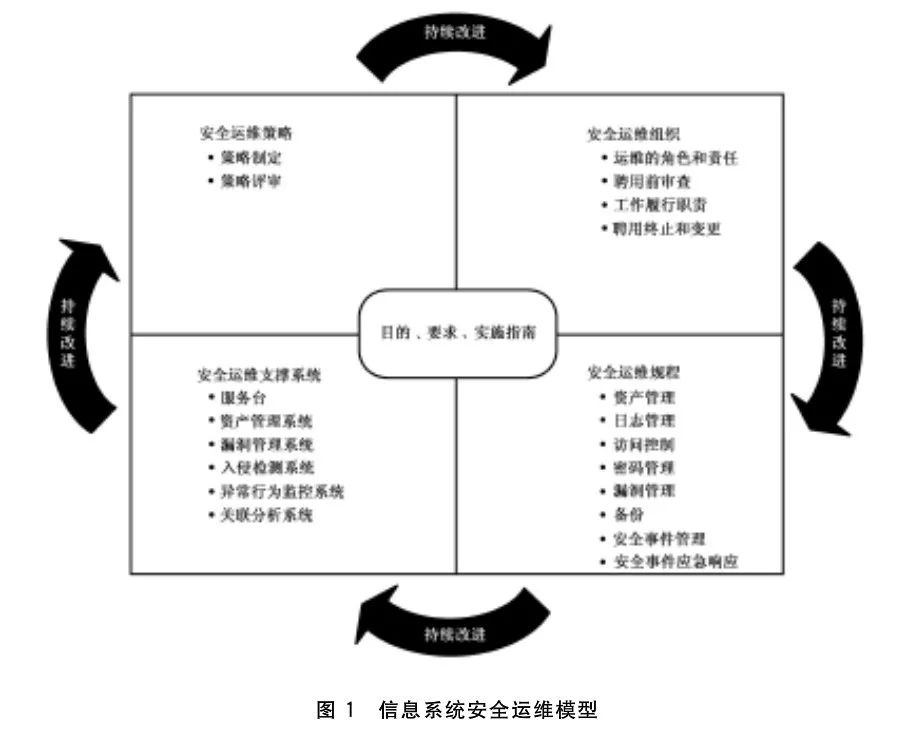 持续改进
安全运维策略
• 策略制定
• 策略评审
安全运维组织
• 运维的角色和责任
• 聘用前审查
• 工作履行职责
• 聘用终止和变更
持续改进
持续改进
目的、要求、实施指南
安全运维支撑系统
• 服务台
• 资产管理系统
• 漏洞管理系统
• 入侵检测系统
• 异常行为监控系统
• 关联分析系统
安全运维规程
• 资产管理
• 日志管理
• 访问控制
• 密码管理
• 漏洞管理
• 备份
• 安全事件管理
• 安全事件应急响应
持续改进
图 1 信息系统安全运维模型